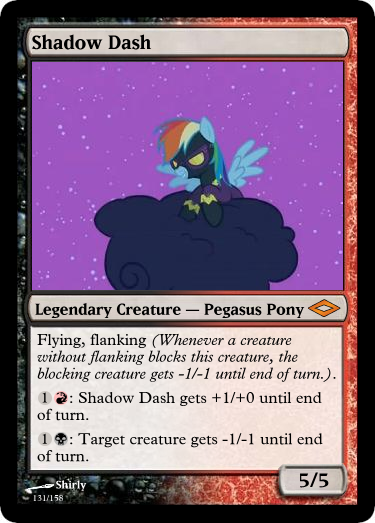 Shadow Dash
Legendary Creature — Pegasus Pony
Flying, flanking (Whenever a creature
without flanking blocks this creature, the
blocking creature gets -1/-1 until end of turn.).
1: Shadow Dash gets +1/+0 until end
of turn.
1: Target creature gets -1/-1 until end
of turn.
5/5
Shirly
131/158